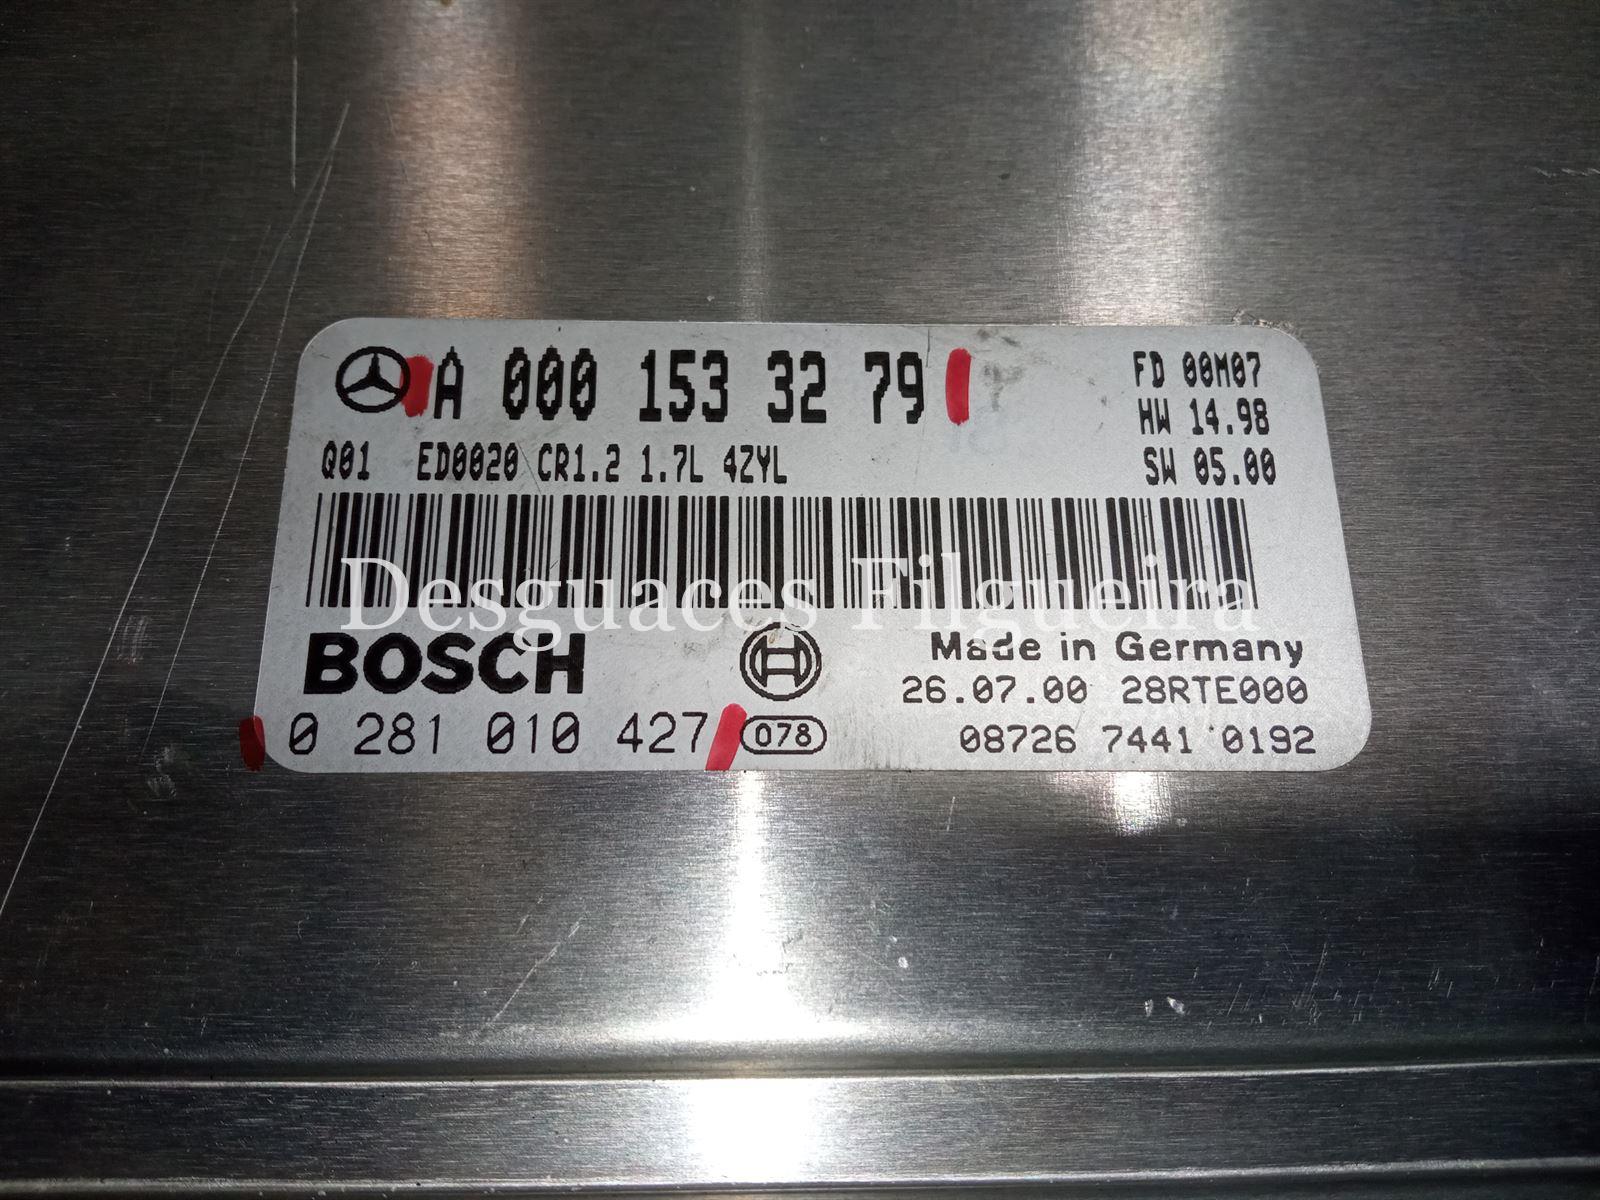 A 000 153 32 79
FD 00M07
HW 14.98
Q01 ED0020 CR1.2 1.7L 4ZYL
SW 05.00
Desguaces Filgueira
BOSCH
Made in Germany
26.07.00 28RTE000
0 281 010 427 078
08726 7441 0192